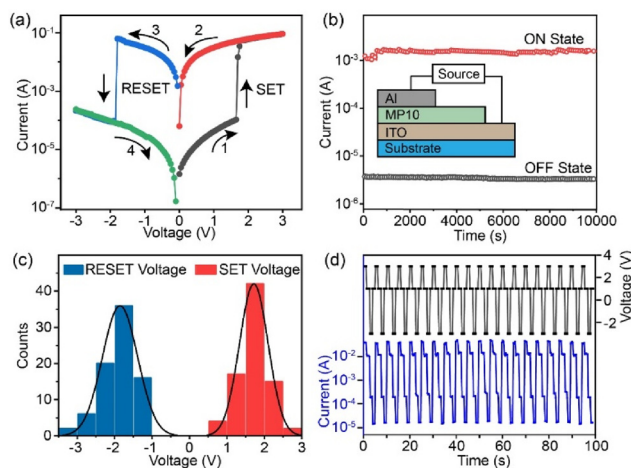 (a)
10⁻¹
10⁻³
10⁻⁵
10⁻⁷
Current (A)
3
2
RESET
SET
4
1
-3 -2 -1 0 1 2 3
Voltage (V)
(b)
10⁻²
10⁻³
10⁻⁴
10⁻⁵
10⁻⁶
Current (A)
ON State
Source
Al
MP10
ITO
Substrate
OFF State
0 2000 4000 6000 8000 10000
Time (s)
(c)
RESET Voltage
SET Voltage
40
30
20
10
0
Counts
-3 -2 -1 0 1 2 3
Voltage (V)
(d)
4
2
0
-2
Voltage (V)
10⁻²
10⁻³
10⁻⁴
10⁻⁵
Current (A)
0 20 40 60 80 100
Time (s)